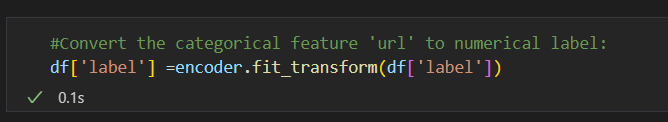 #Convert the categorical feature 'url' to numerical label:
df['label'] =encoder.fit_transform(df['label'])
✓ 0.1s